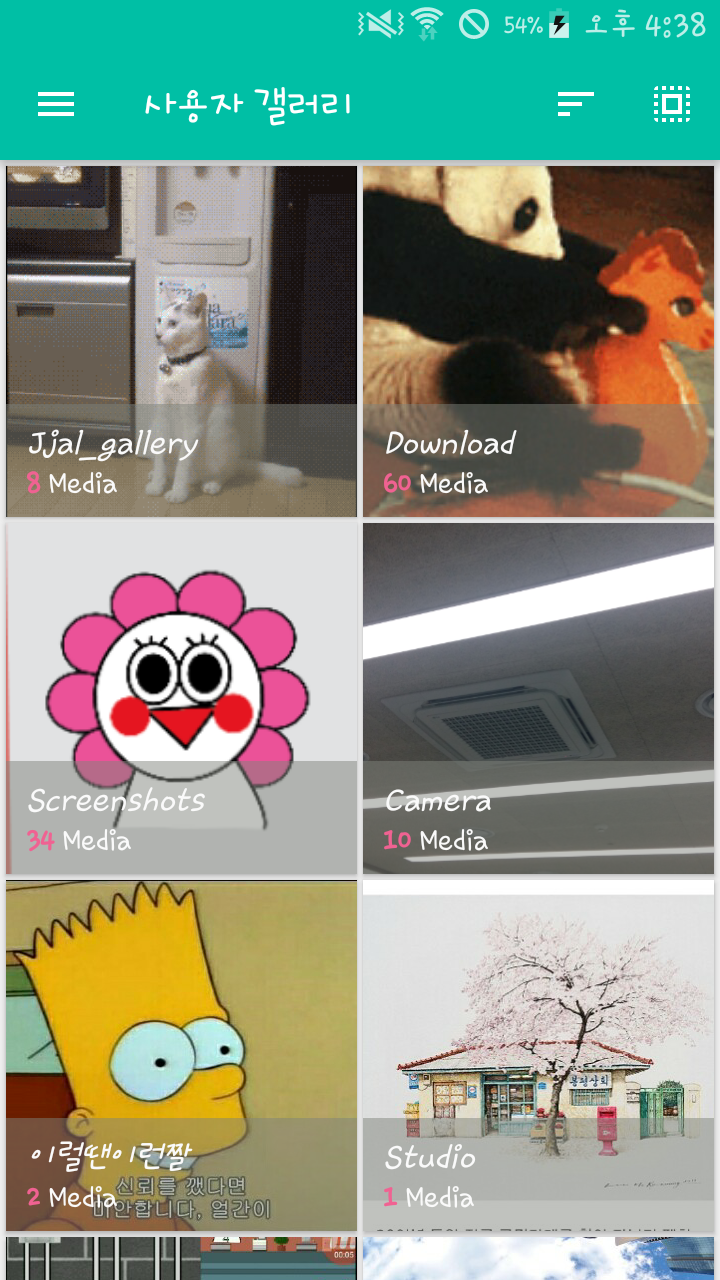 54% 오후 4:38
사용자 갤러리
Jjal_gallery
8 Media
Download
60 Media
Screenshots
34 Media
Camera
10 Media
이럴땐이런짤
2 Media
신뢰를 깼다면
미안합니다, 얼간이
Studio
1 Media
00:05